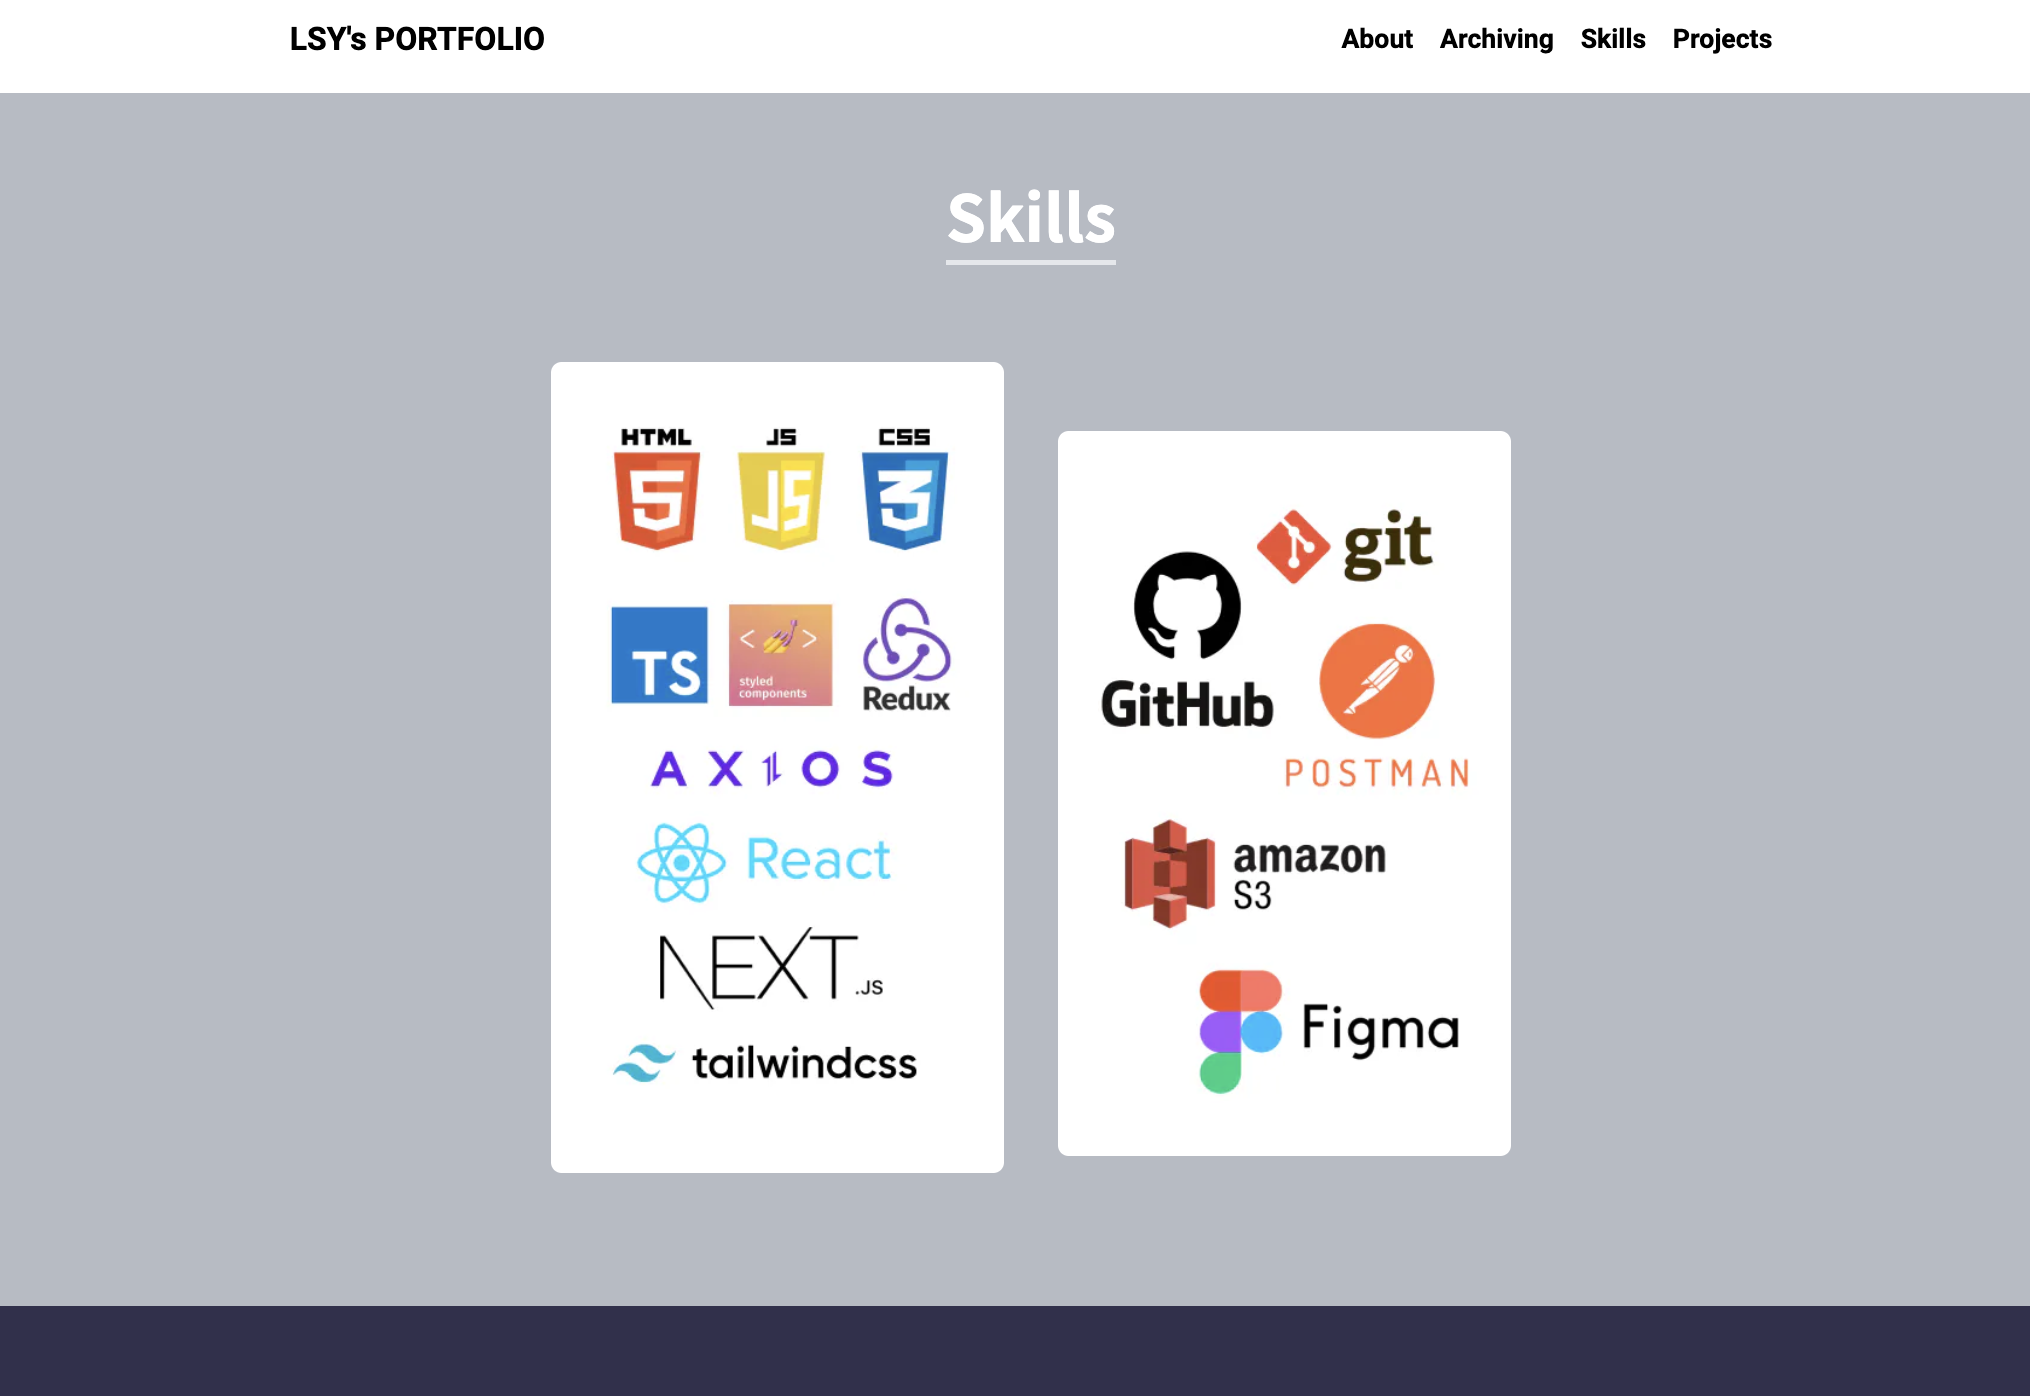 LSY's PORTFOLIO
About Archiving Skills Projects
Skills
HTML JS CSS
5 JS 3
TS
< >
styled
components
Redux
AXIOS
React
NEXT.JS
tailwindcss
git
GitHub
POSTMAN
amazon
S3
Figma